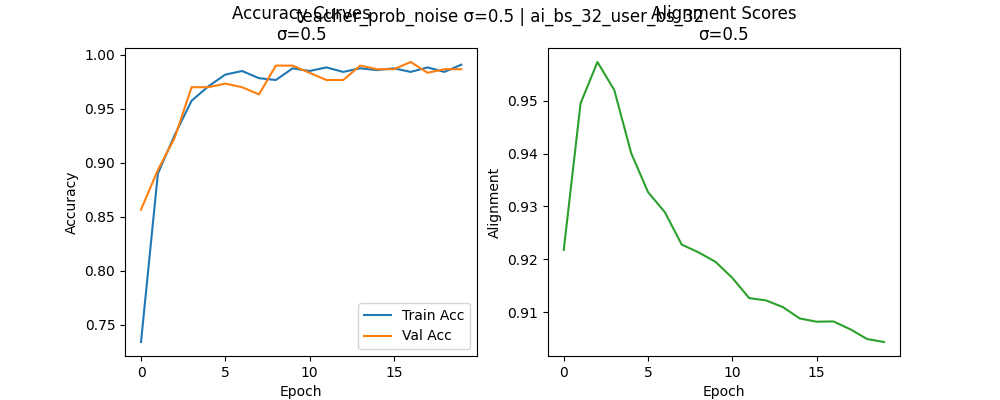 teacher_prob_noise σ=0.5 | ai_bs_32_user_bs_32
Accuracy Curves
σ=0.5
1.00
0.95
0.90
0.85
0.80
0.75
Accuracy
0
5
10
15
Epoch
Train Acc
Val Acc
Alignment Scores
σ=0.5
0.95
0.94
0.93
0.92
0.91
Alignment
0
5
10
15
Epoch